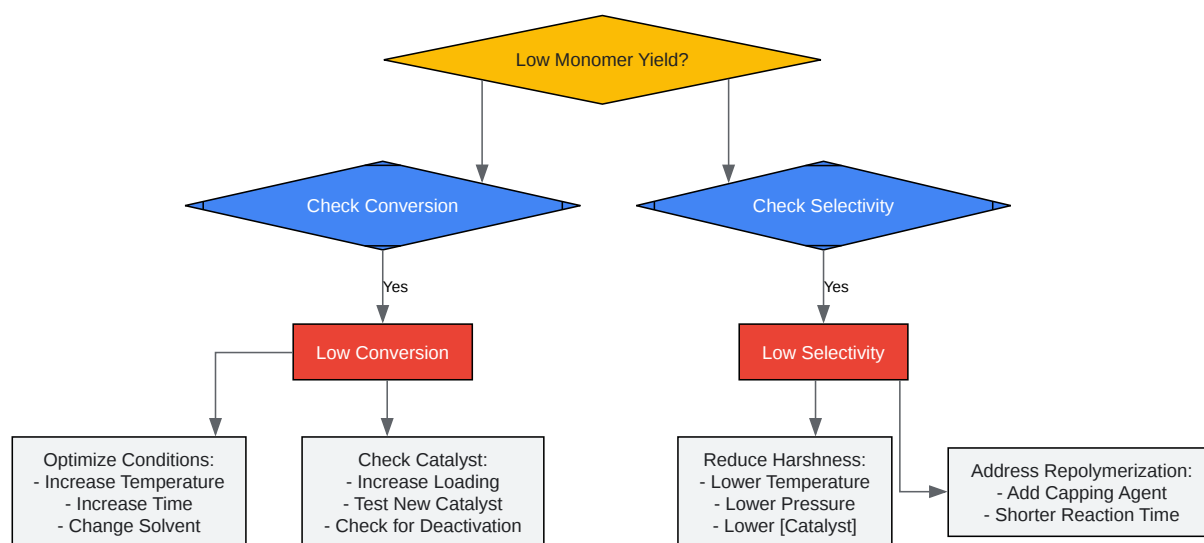 Low Monomer Yield?
Check Conversion
Check Selectivity
Yes
Yes
Low Conversion
Low Selectivity
Optimize Conditions:
- Increase Temperature
- Increase Time
- Change Solvent
Check Catalyst:
- Increase Loading
- Test New Catalyst
- Check for Deactivation
Reduce Harshness:
- Lower Temperature
- Lower Pressure
- Lower [Catalyst]
Address Repolymerization:
- Add Capping Agent
- Shorter Reaction Time